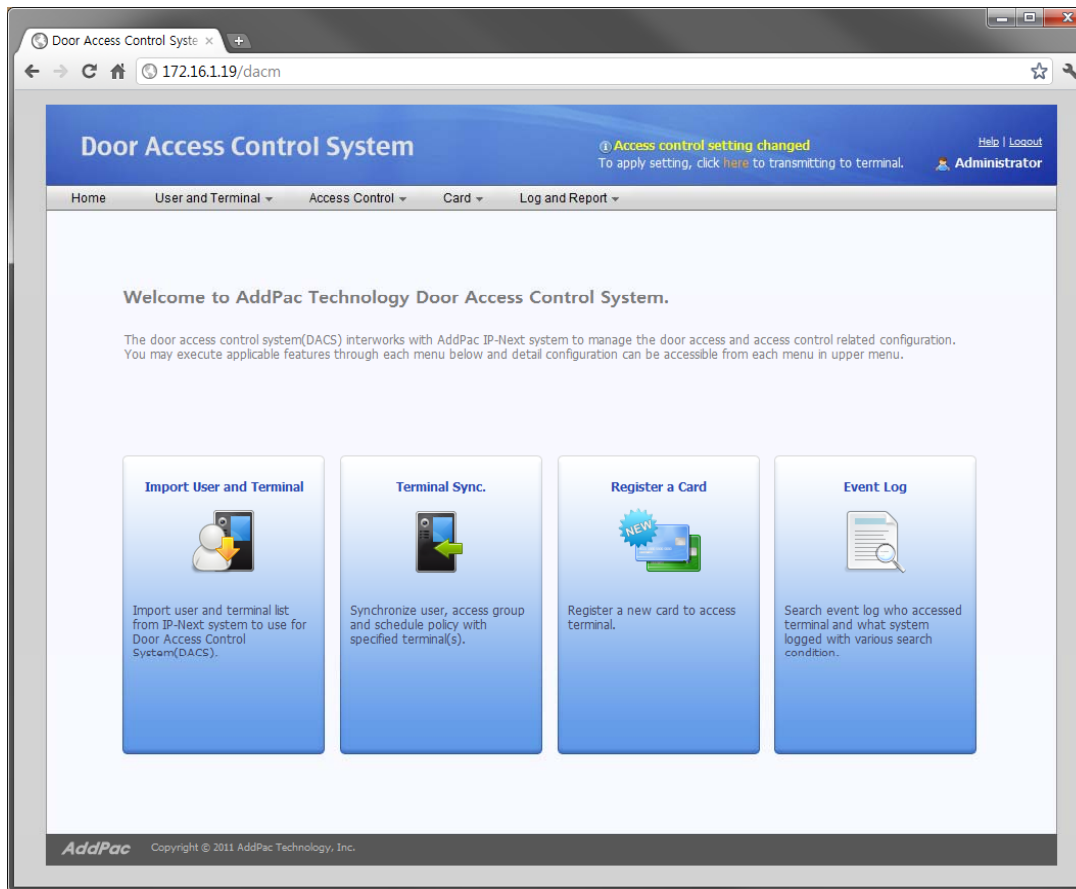 Door Access Control Syste
172.16.1.19/dacm
Door Access Control System
Access control setting changed
To apply setting, click here to transmitting to terminal.
Help | Logout
Administrator
Home User and Terminal Access Control Card Log and Report
Welcome to AddPac Technology Door Access Control System.
The door access control system(DACS) interworks with AddPac IP-Next system to manage the door access and access control related configuration.
You may execute applicable features through each menu below and detail configuration can be accessible from each menu in upper menu.
Import User and Terminal
Import user and terminal list
from IP-Next system to use for
Door Access Control
System(DACS).
Terminal Sync.
Synchronize user, access group
and schedule policy with
specified terminal(s).
Register a Card
NEW
Register a new card to access
terminal.
Event Log
Search event log who accessed
terminal and what system
logged with various search
condition.
AddPac Copyright © 2011 AddPac Technology, Inc.